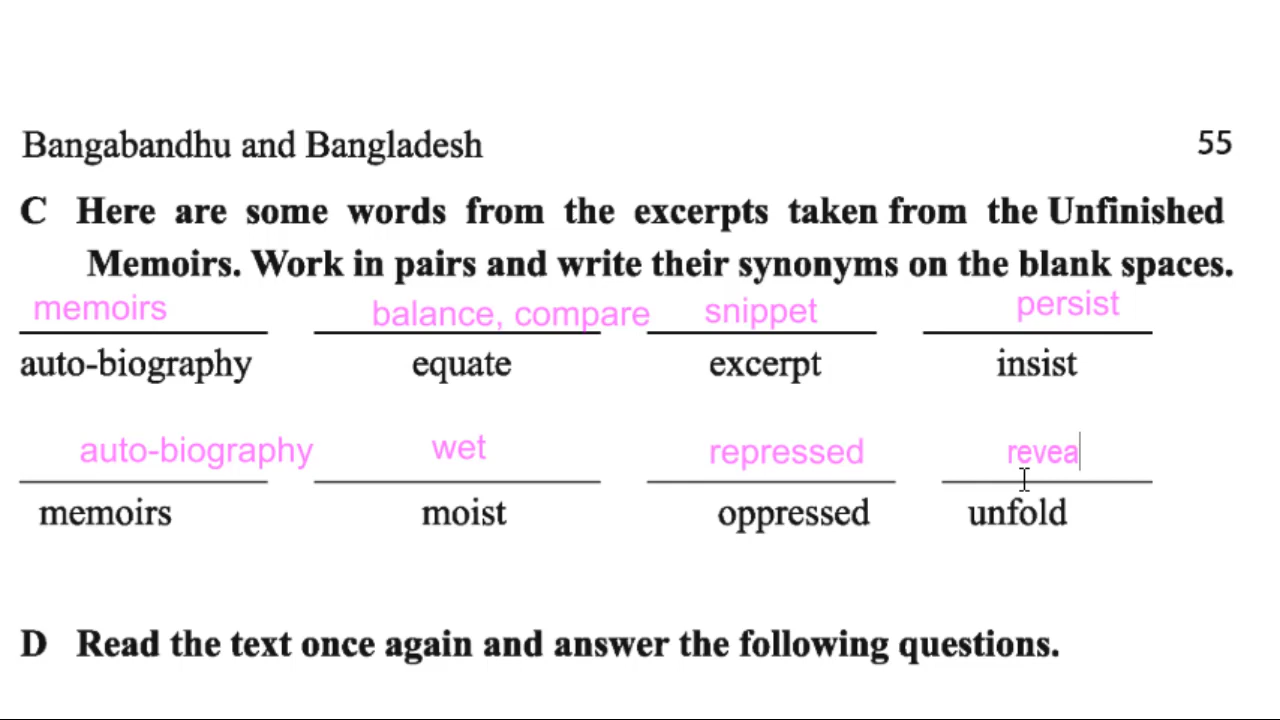 Bangabandhu and Bangladesh 55
C Here are some words from the excerpts taken from the Unfinished
Memoirs. Work in pairs and write their synonyms on the blank spaces.
memoirs balance, compare snippet persist
auto-biography equate excerpt insist
auto-biography wet repressed revea
memoirs moist oppressed unfold
D Read the text once again and answer the following questions.